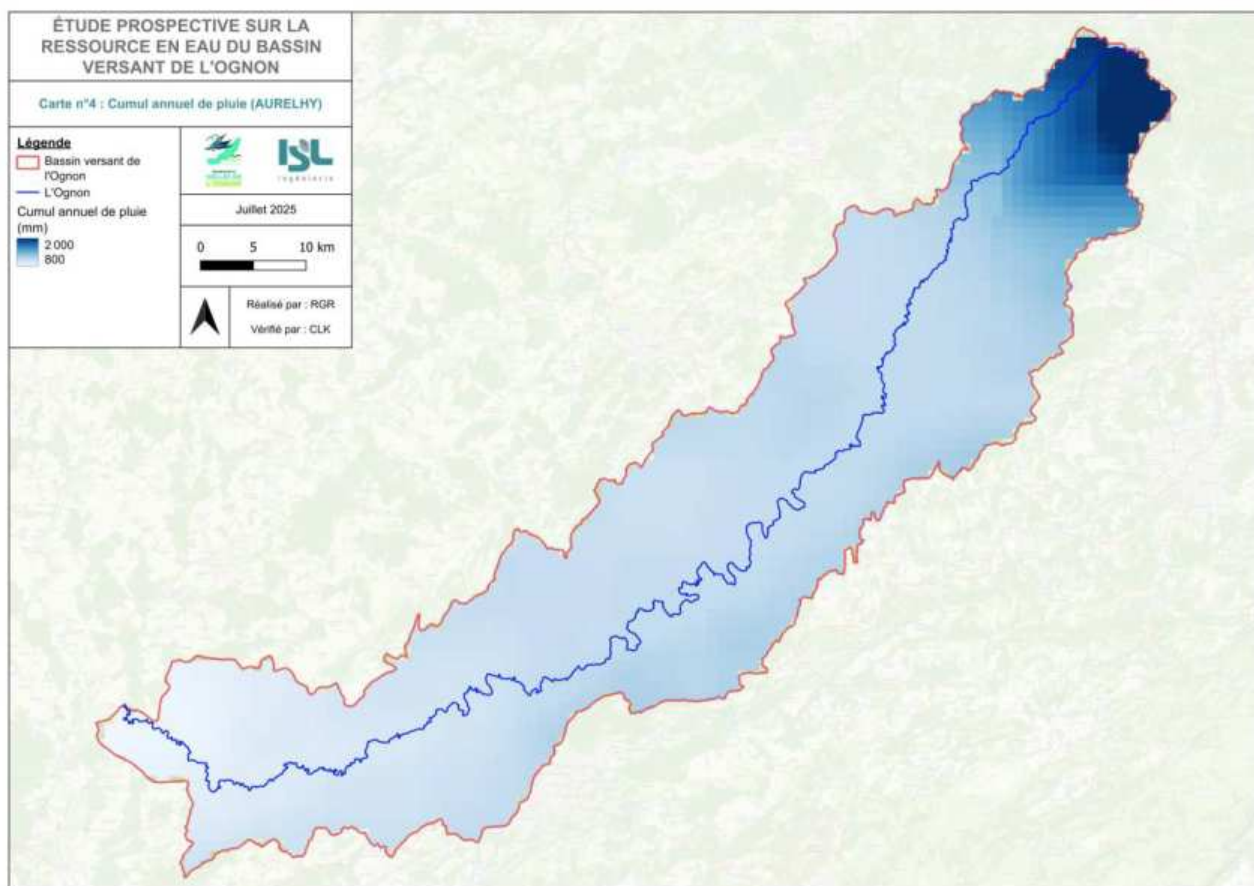 ÉTUDE PROSPECTIVE SUR LA
RESSOURCE EN EAU DU BASSIN
VERSANT DE L'OGNON
Carte n°4 : Cumul annuel de pluie (AURELHY)
Légende
Bassin versant de
l'Ognon
L'Ognon
Cumul annuel de pluie
(mm)
2 000
800
ISL
Ingénierie
Juillet 2025
0 5 10 km
Réalisé par : RGR
Vérifié par : CLK